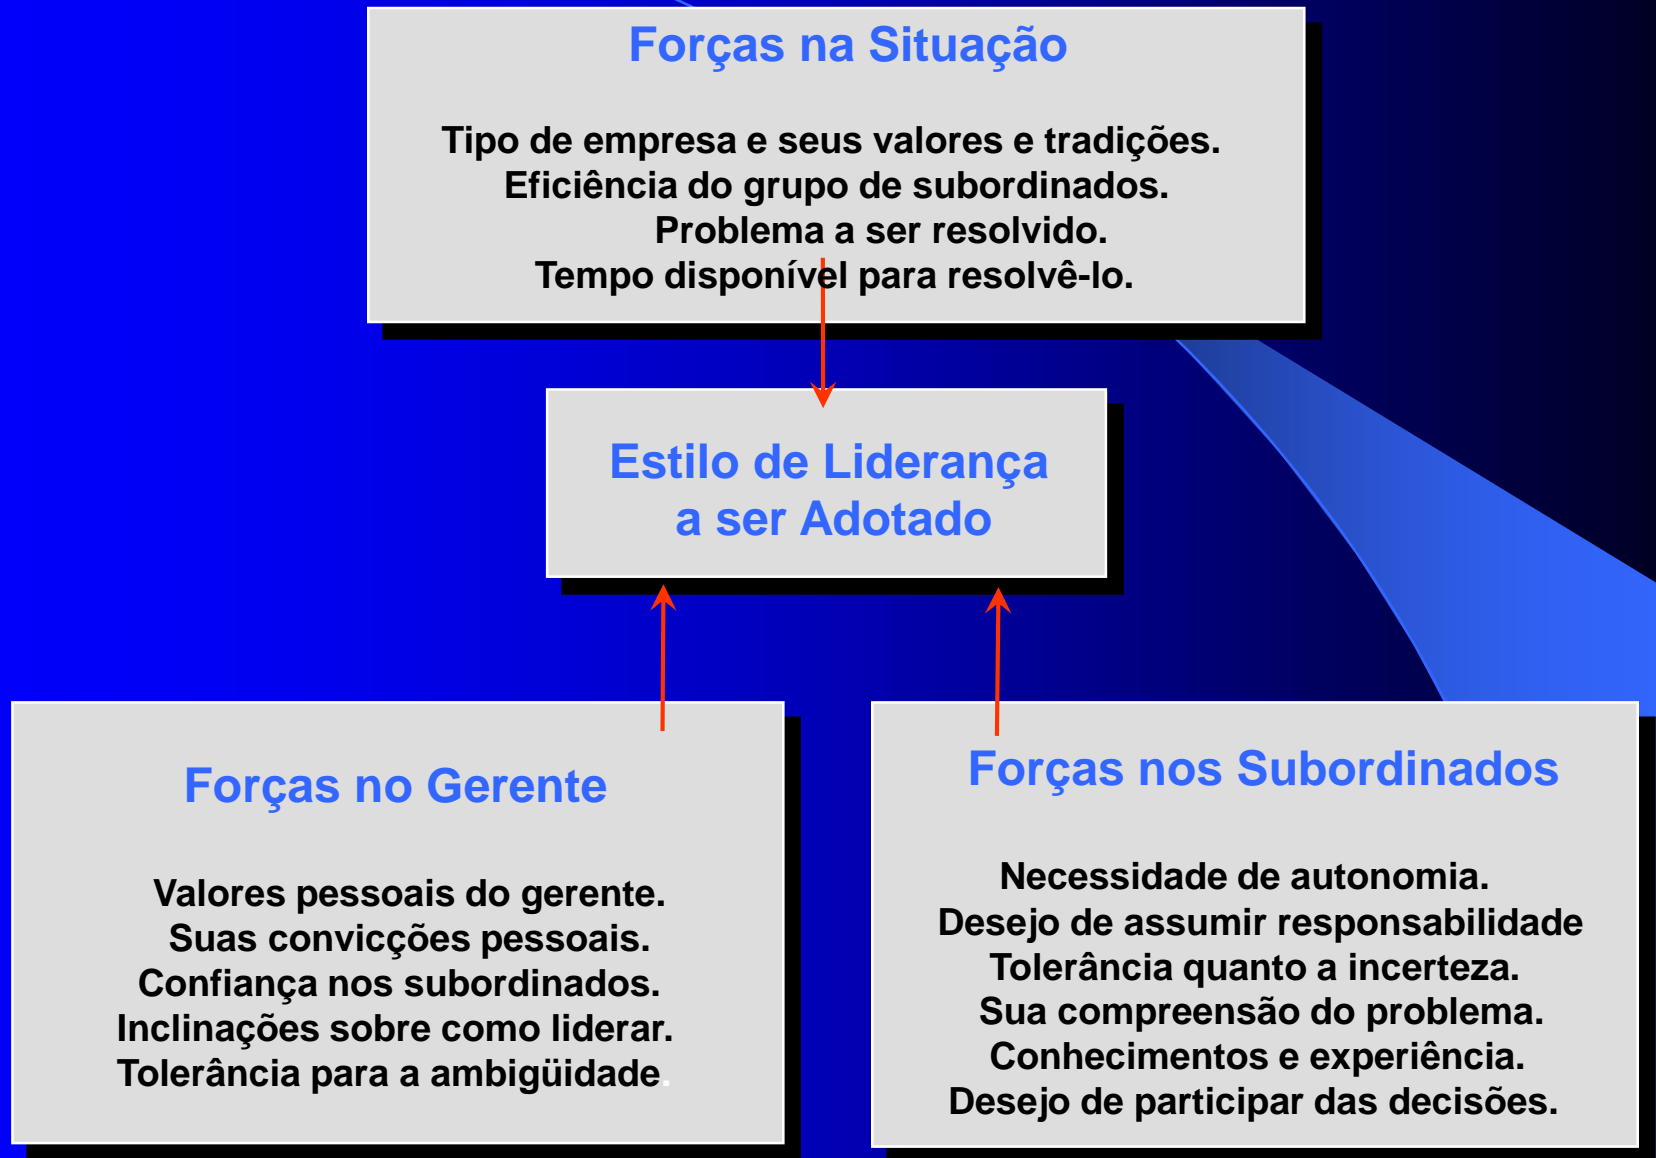 Forças na Situação
Tipo de empresa e seus valores e tradições.
Eficiência do grupo de subordinados.
Problema a ser resolvido.
Tempo disponível para resolvê-lo.
Estilo de Liderança
a ser Adotado
Forças no Gerente
Valores pessoais do gerente.
Suas convicções pessoais.
Confiança nos subordinados.
Inclinações sobre como liderar.
Tolerância para a ambigüidade.
Forças nos Subordinados
Necessidade de autonomia.
Desejo de assumir responsabilidade
Tolerância quanto a incerteza.
Sua compreensão do problema.
Conhecimentos e experiência.
Desejo de participar das decisões.